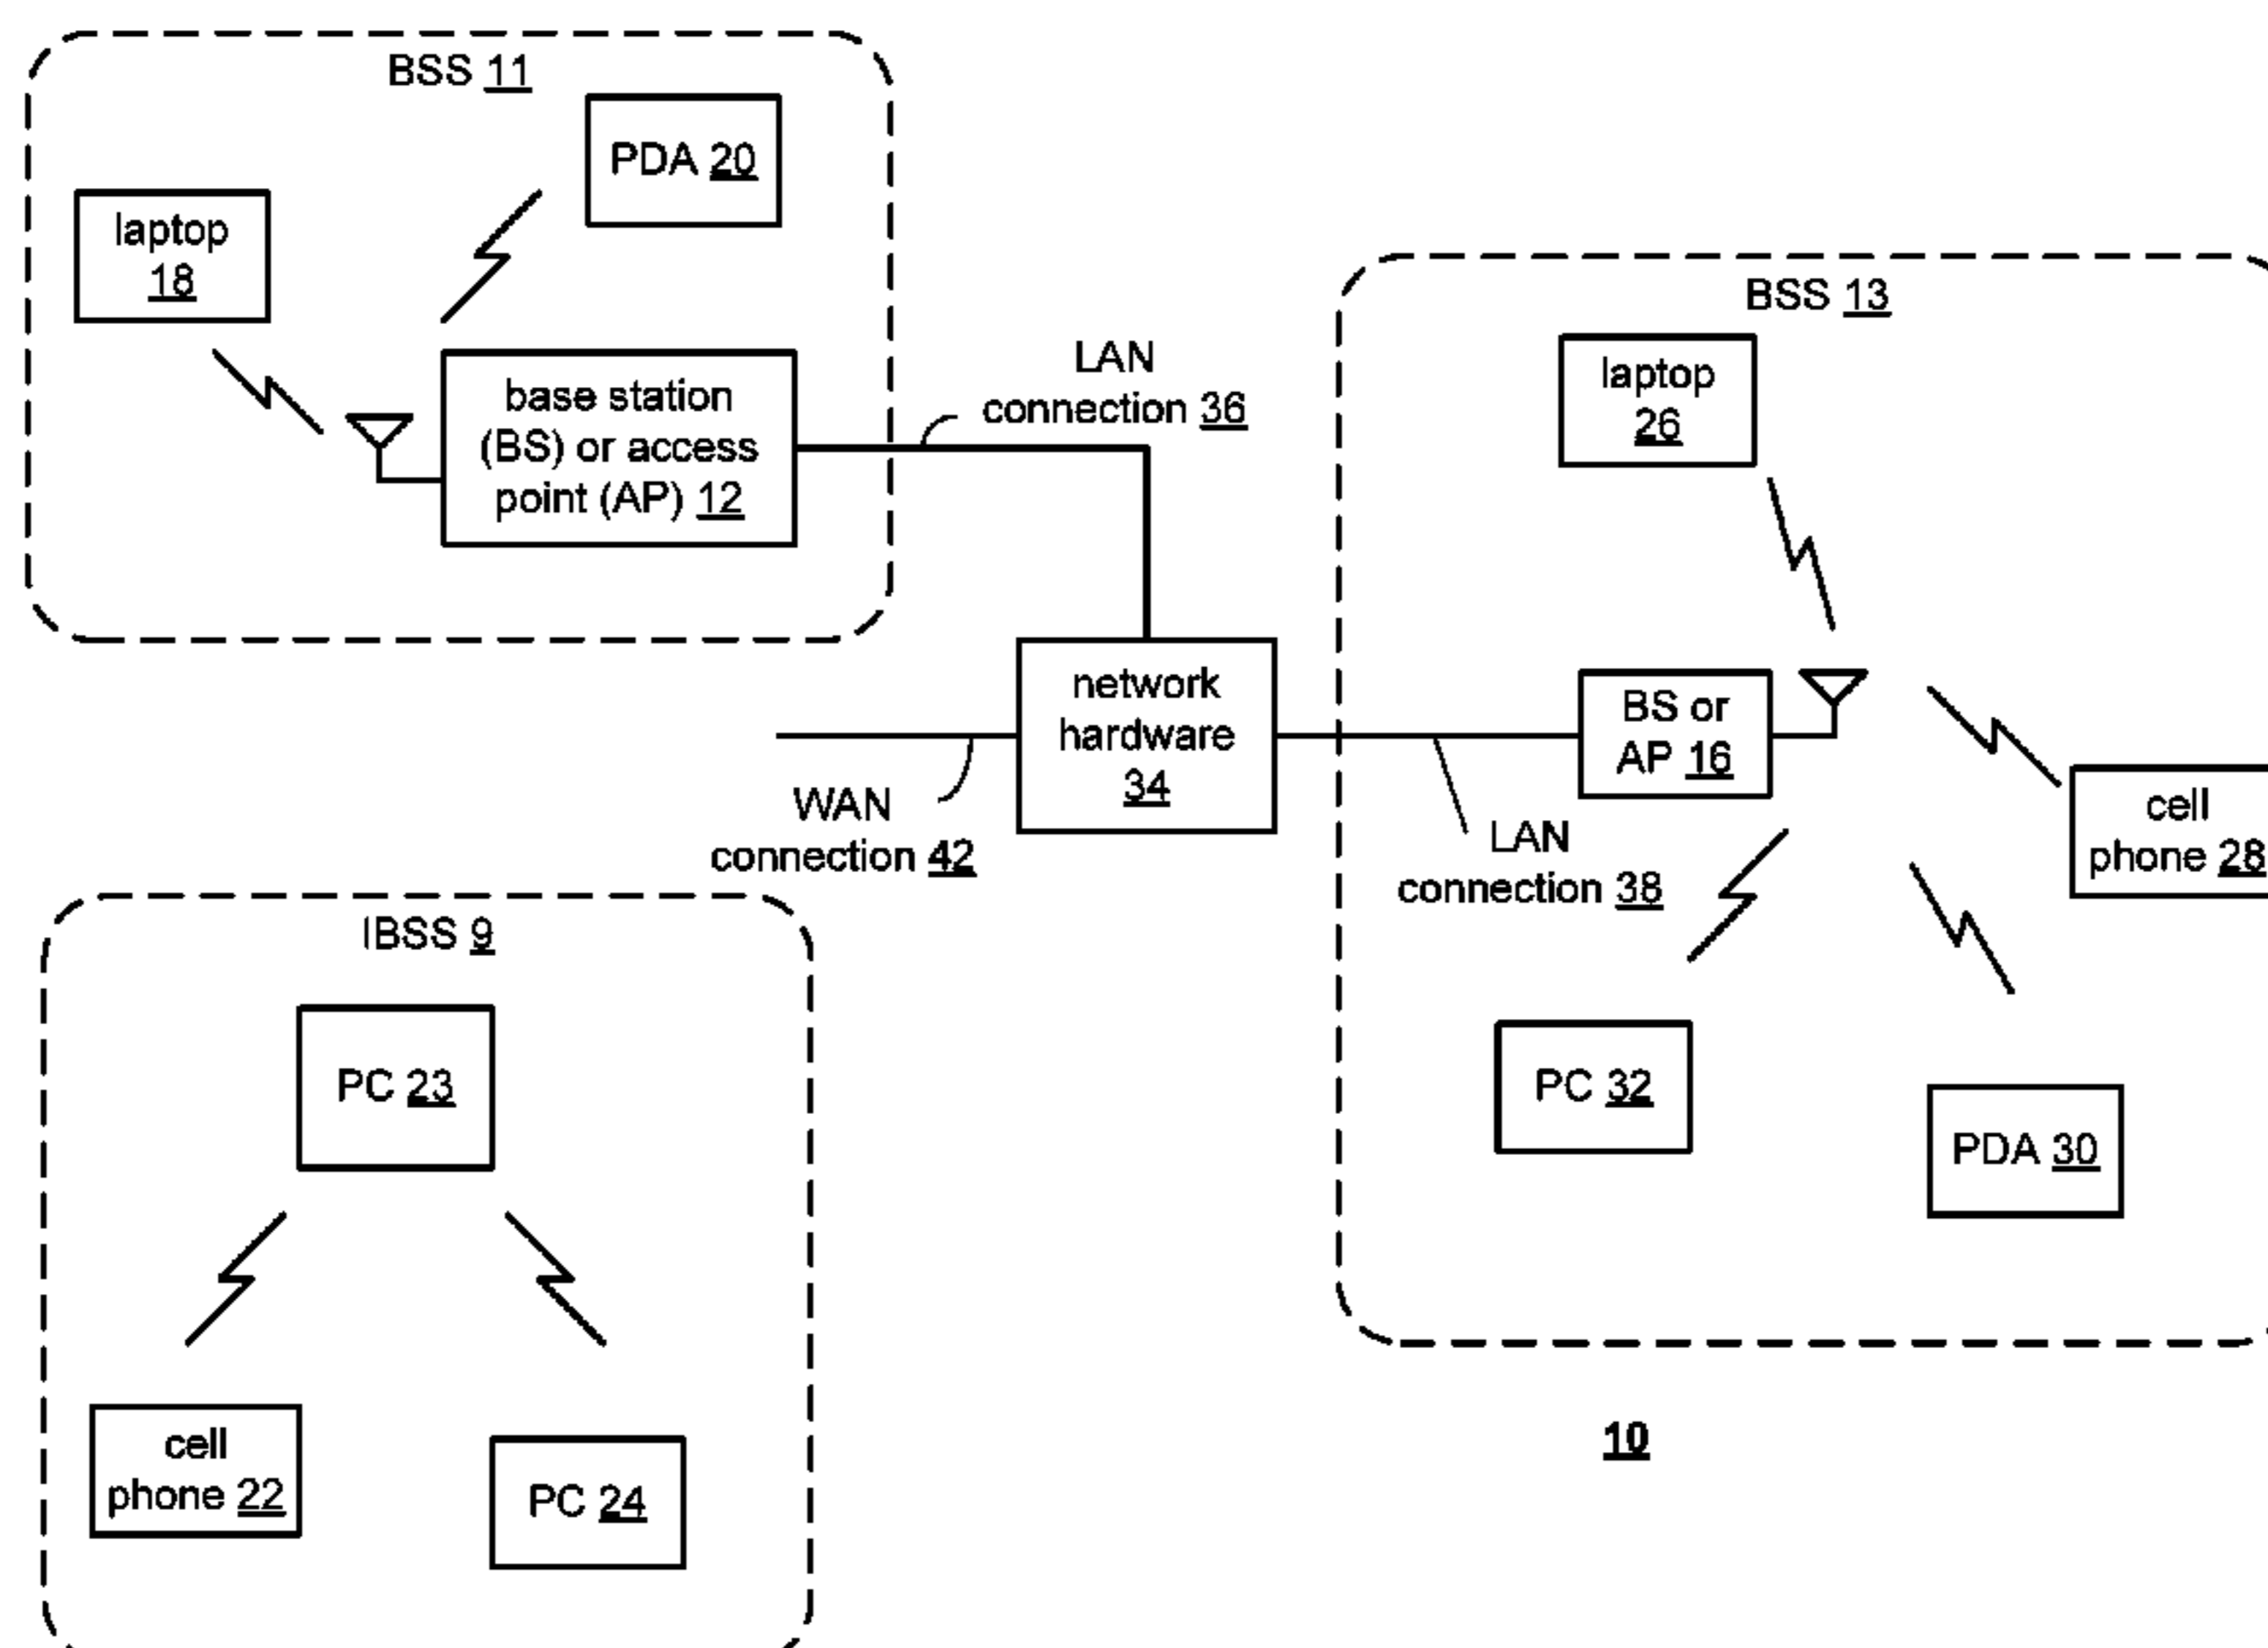 BSS 11
PDA 20
laptop
18
base station
(BS) or access
point (AP) 12
LAN
connection 36
BSS 13
laptop
26
network
hardware
34
BS or
AP 16
WAN
connection 42
LAN
connection 38
cell
phone 28
IBSS 9
PC 23
PC 32
PDA 30
cell
phone 22
PC 24
10